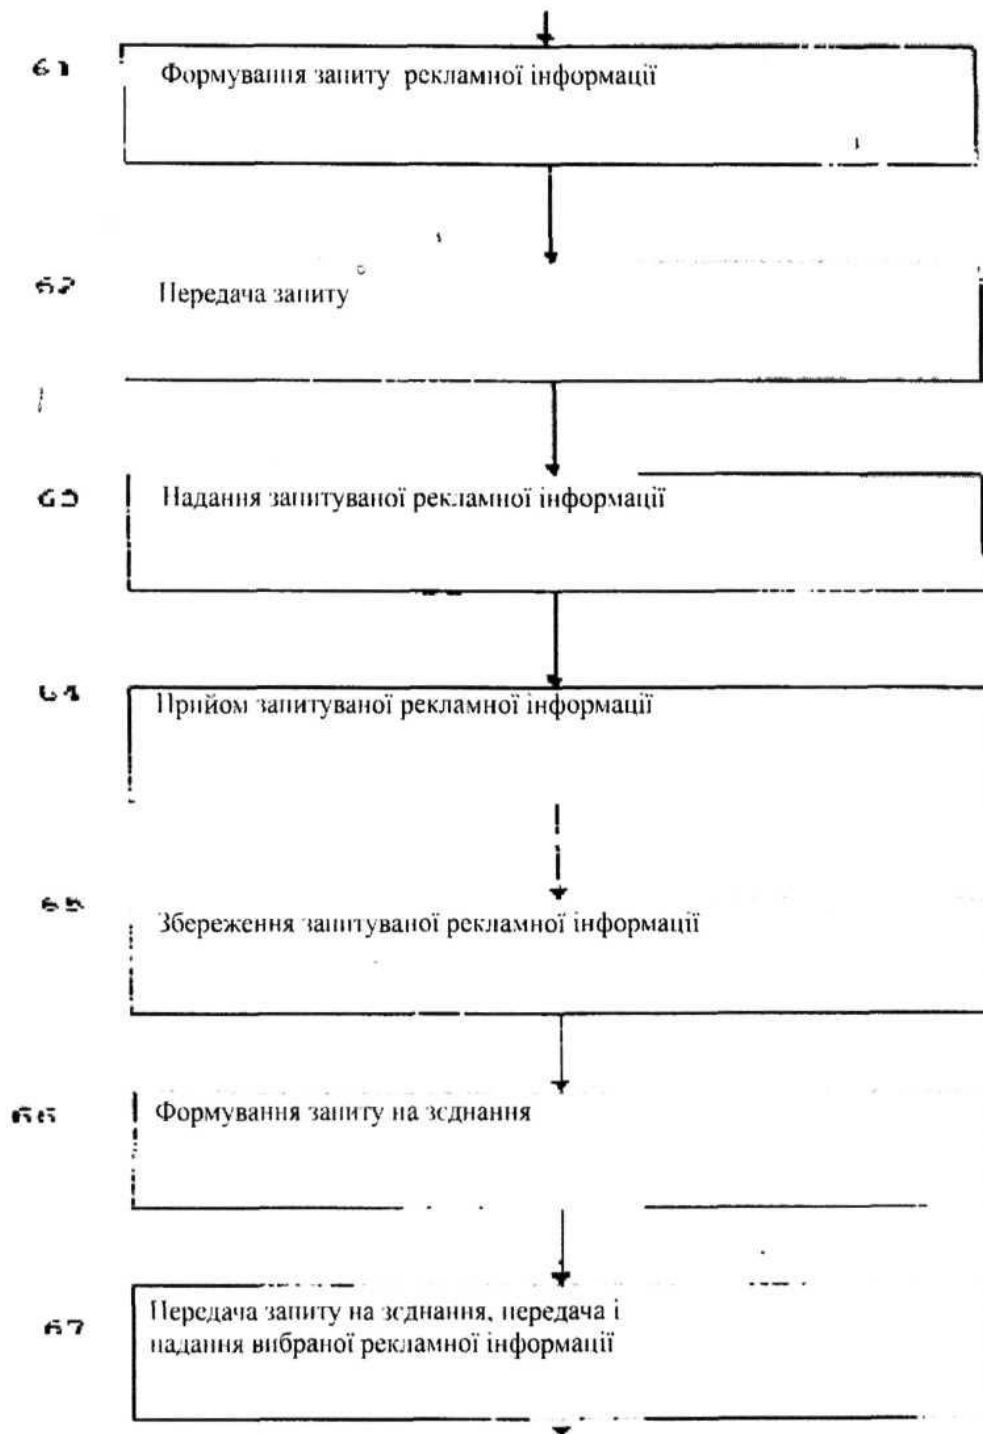 61
Формування запиту рекламної інформації
62
Передача запиту
63
Надання запитуваної рекламної інформації
64
Прийом запитуваної рекламної інформації
65
Збереження запитуваної рекламної інформації
66
Формування запиту на зєднання
67
Передача запиту на зєднання, передача і
надання вибраної рекламної інформації